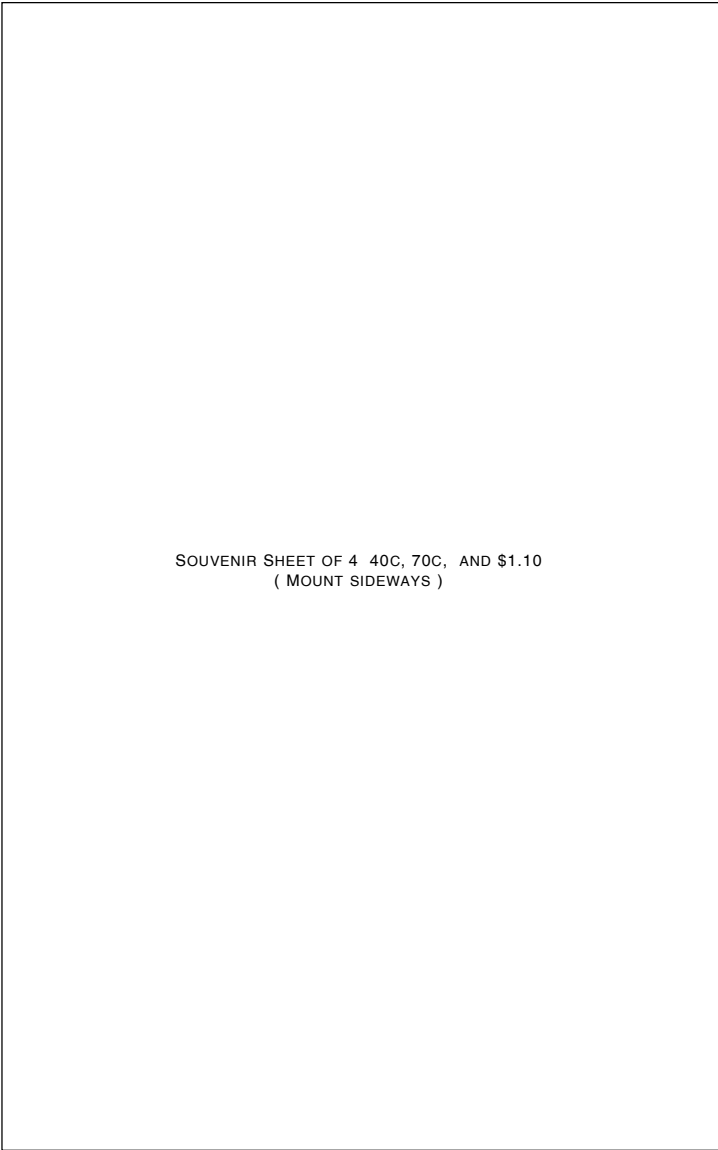 SOUVENIR SHEET OF 4  40C, 70C,  AND $1.10
( MOUNT SIDEWAYS )